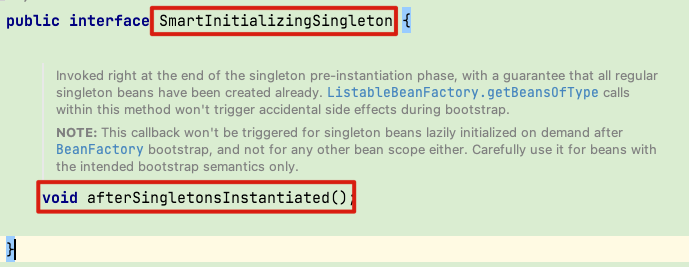 public interface SmartInitializingSingleton {
Invoked right at the end of the singleton pre-instantiation phase, with a guarantee that all regular
singleton beans have been created already. ListableBeanFactory.getBeansOfType calls
within this method won't trigger accidental side effects during bootstrap.
NOTE: This callback won't be triggered for singleton beans lazily initialized on demand after
BeanFactory bootstrap, and not for any other bean scope either. Carefully use it for beans with
the intended bootstrap semantics only.
void afterSingletonsInstantiated();
}